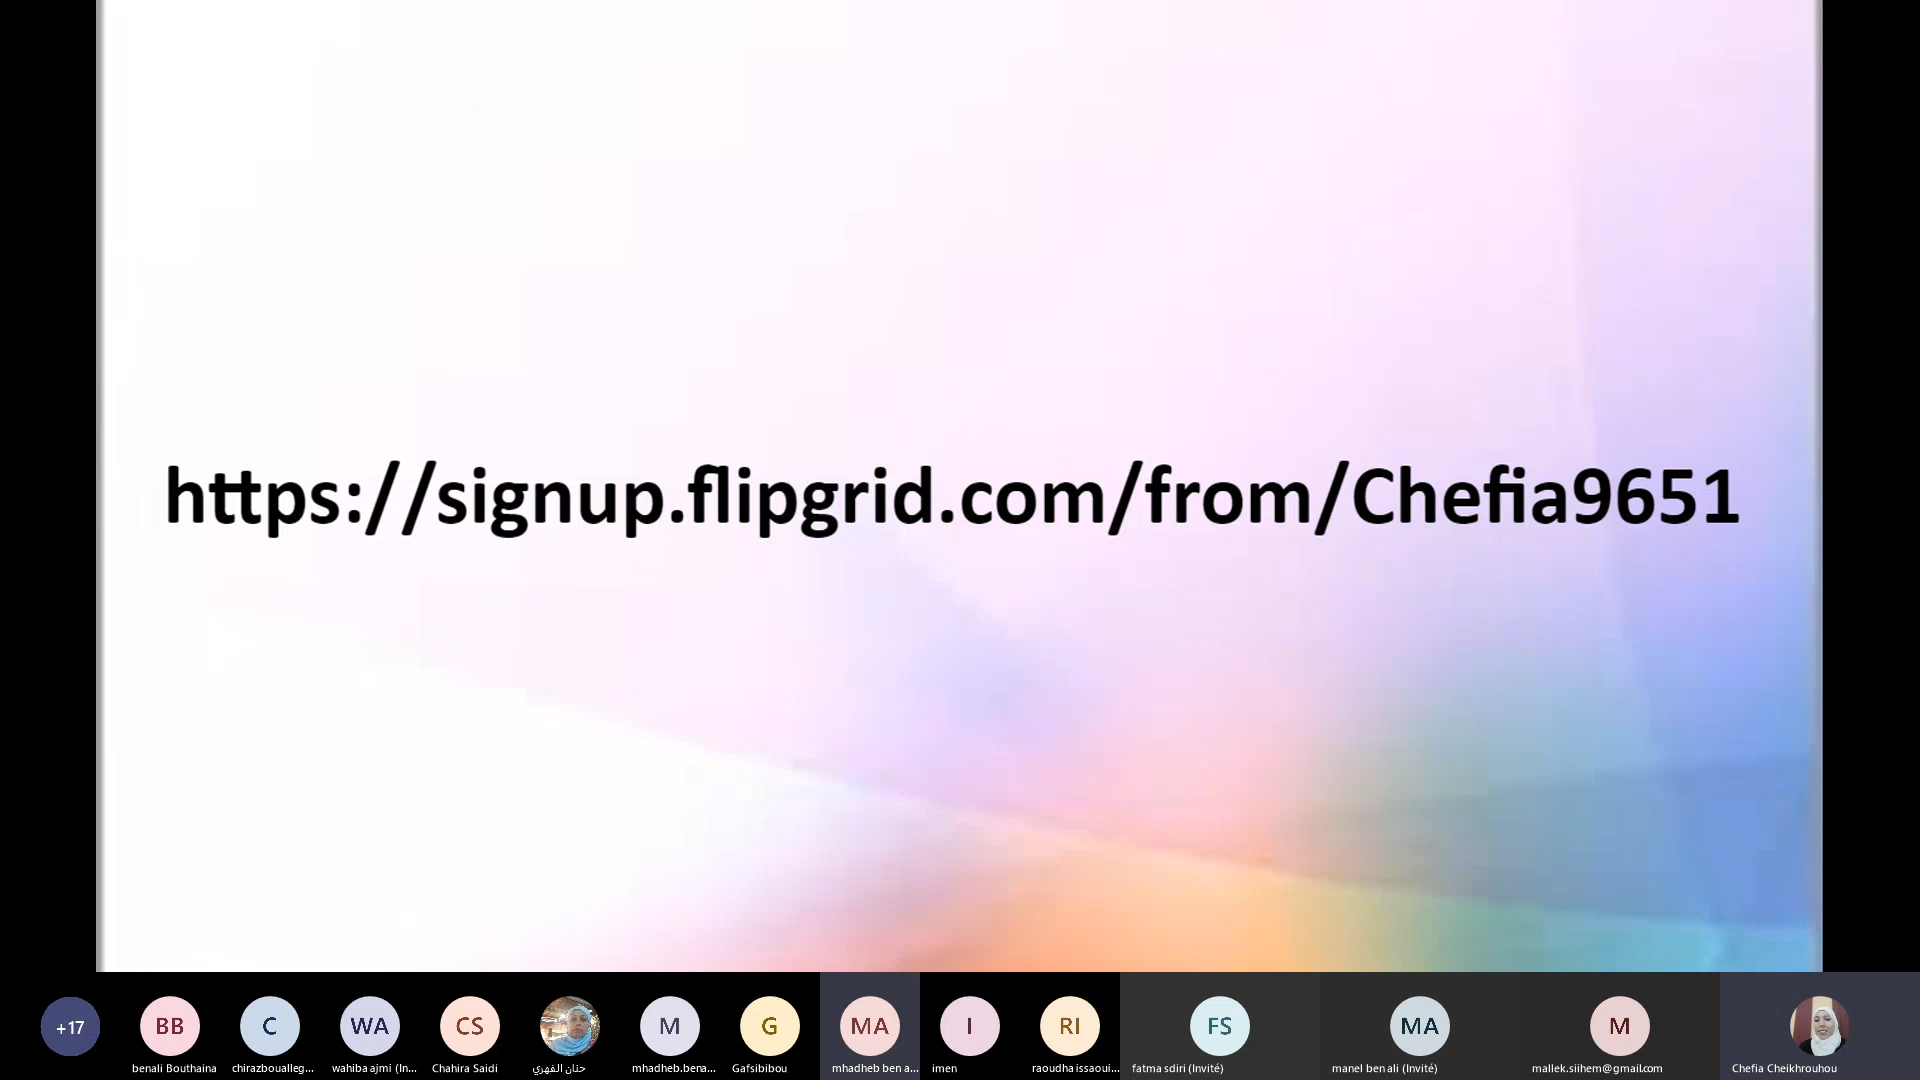 https://signup.flipgrid.com/from/Chefia9651
+17
BB
C
WA
CS
M
G
MA
I
RI
FS
MA
M
benali Bouthaina
chirazboualleg...
wahiba ajmi (In...
Chahira Saidi
حنان الفهري
mhadheb.bena...
Gafsibibou
mhadheb ben a...
imen
raoudha issaoui...
fatma sdiri (Invité)
manel ben ali (Invité)
mallek.siihem@gmail.com
Chefia Cheikhrouhou